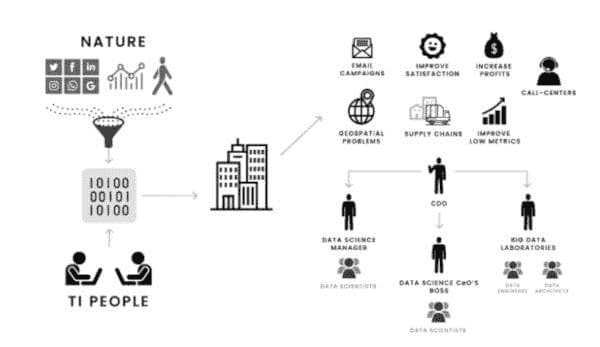 NATURE
10100
00101
10100
TI PEOPLE
EMAIL
CAMPAIGNS
IMPROVE
SATISFACTION
INCREASE
PROFITS
CALL-CENTERS
GEOSPATIAL
PROBLEMS
SUPPLY CHAINS
IMPROVE
LOW METRICS
CDO
DATA SCIENCE
MANAGER
DATA SCIENTISTS
DATA SCIENCE CoO'S
BOSS
DATA SCIENTISTS
BIG DATA
LABORATORIES
DATA
ENGINEERS
DATA
ARCHITECTS